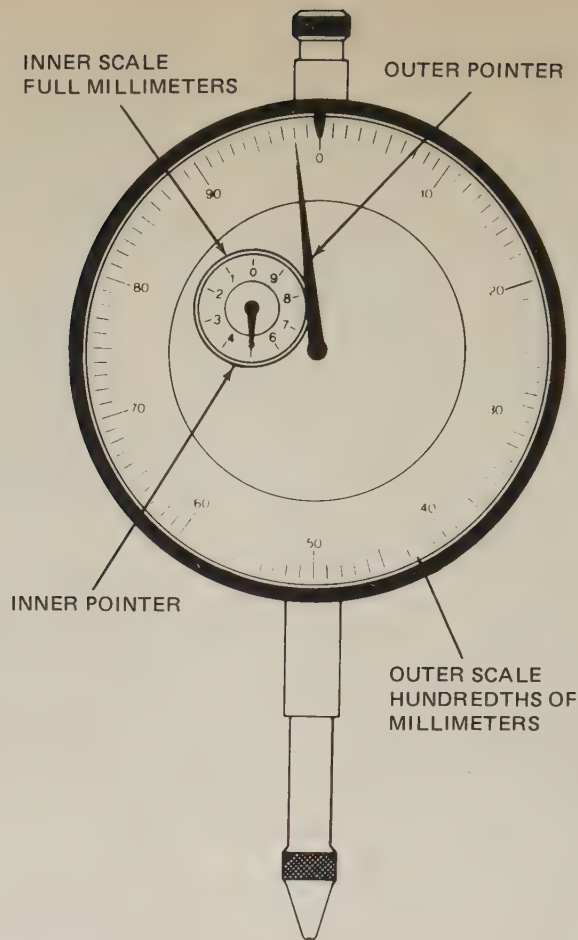 INNER SCALE
FULL MILLIMETERS
OUTER POINTER
0
90
10
80
20
70
30
60
40
50
0
1
9
2
8
3
7
4
6
INNER POINTER
OUTER SCALE
HUNDREDTHS OF
MILLIMETERS